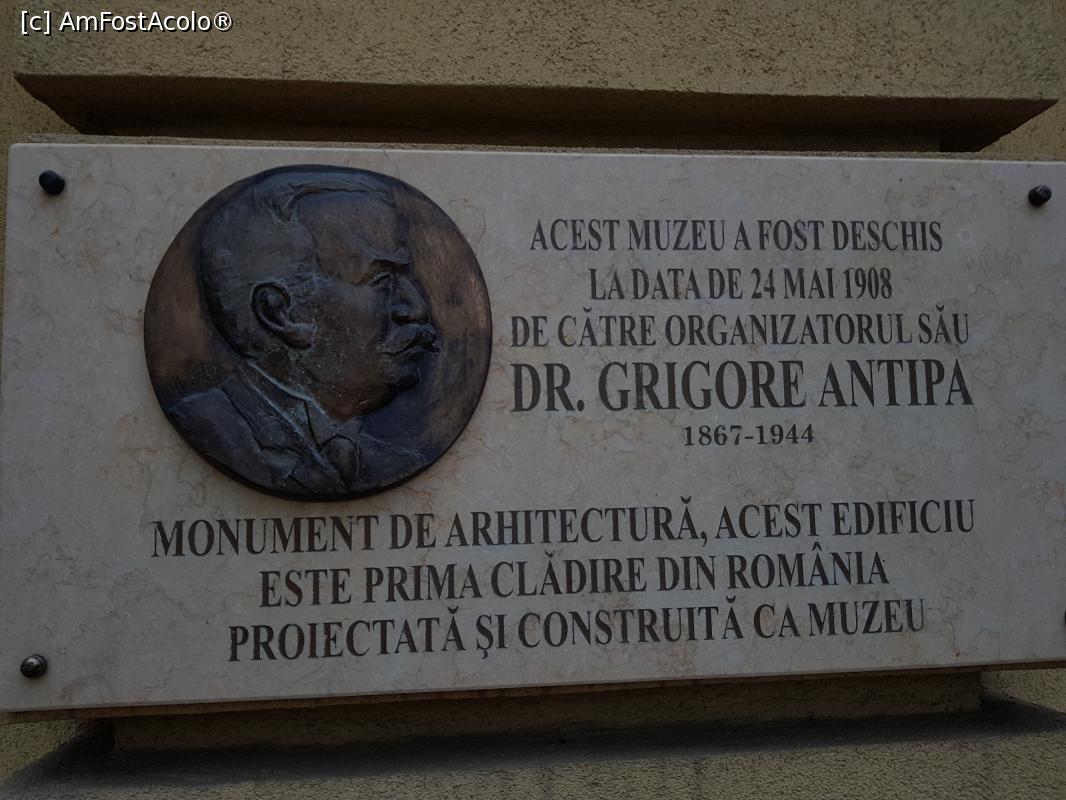 [c] AmFostAcolo®
ACEST MUZEU A FOST DESCHIS
LA DATA DE 24 MAI 1908
DE CĂTRE ORGANIZATORUL SĂU
DR. GRIGORE ANTIPA
1867-1944
MONUMENT DE ARHITECTURĂ, ACEST EDIFICIU
ESTE PRIMA CLĂDIRE DIN ROMÂNIA
PROIECTATĂ ŞI CONSTRUITĂ CA MUZEU